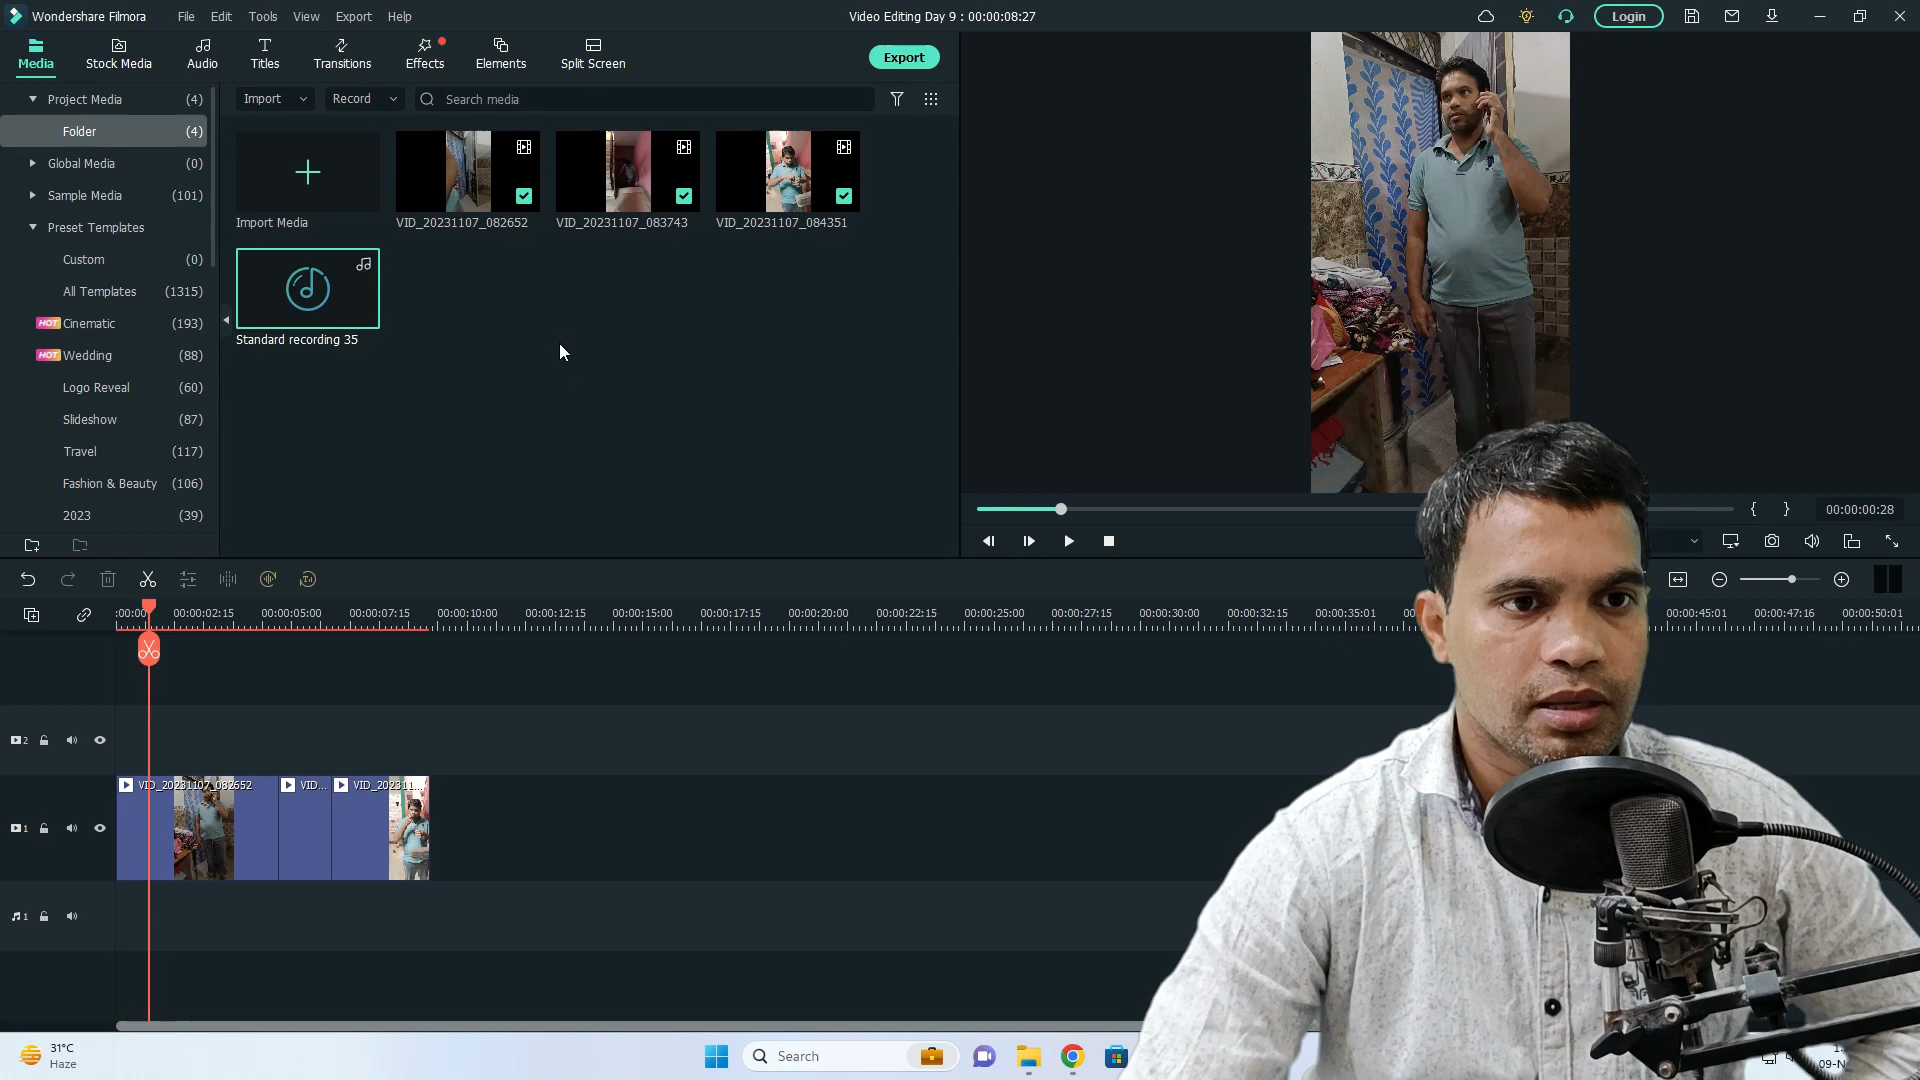 Wondershare Filmora File Edit Tools View Export Help Video Editing Day 9 : 00:00:08:27 Login
Media Stock Media Audio Titles Transitions Effects Elements Split Screen Export
Project Media (4) Import Record Search media
Folder (4)
Global Media (0)
Sample Media (101)
Preset Templates
Custom (0)
All Templates (1315)
HOT Cinematic (193)
HOT Wedding (88)
Logo Reveal (60)
Slideshow (87)
Travel (117)
Fashion & Beauty (106)
2023 (39)
Import Media VID_20231107_082652 VID_20231107_083743 VID_20231107_084351
Standard recording 35
{ } 00:00:00:28
:00:00 00:00:02:15 00:00:05:00 00:00:07:15 00:00:10:00 00:00:12:15 00:00:15:00 00:00:17:15 00:00:20:00 00:00:22:15 00:00:25:00 00:00:27:15 00:00:30:00 00:00:32:15 00:00:35:01 00:00:45:01 00:00:47:16 00:00:50:01
2
VID_20231107_082652 VID... VID_202311...
1
1
31°C
Haze
Search
09-N